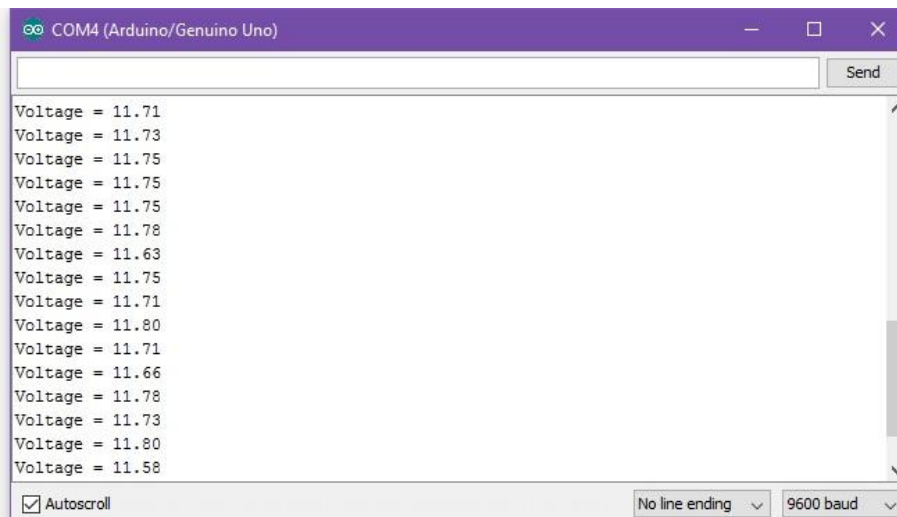 COM4 (Arduino/Genuino Uno)
Send
Voltage = 11.71
Voltage = 11.73
Voltage = 11.75
Voltage = 11.75
Voltage = 11.75
Voltage = 11.78
Voltage = 11.63
Voltage = 11.75
Voltage = 11.71
Voltage = 11.80
Voltage = 11.71
Voltage = 11.66
Voltage = 11.78
Voltage = 11.73
Voltage = 11.80
Voltage = 11.58
Autoscroll
No line ending
9600 baud